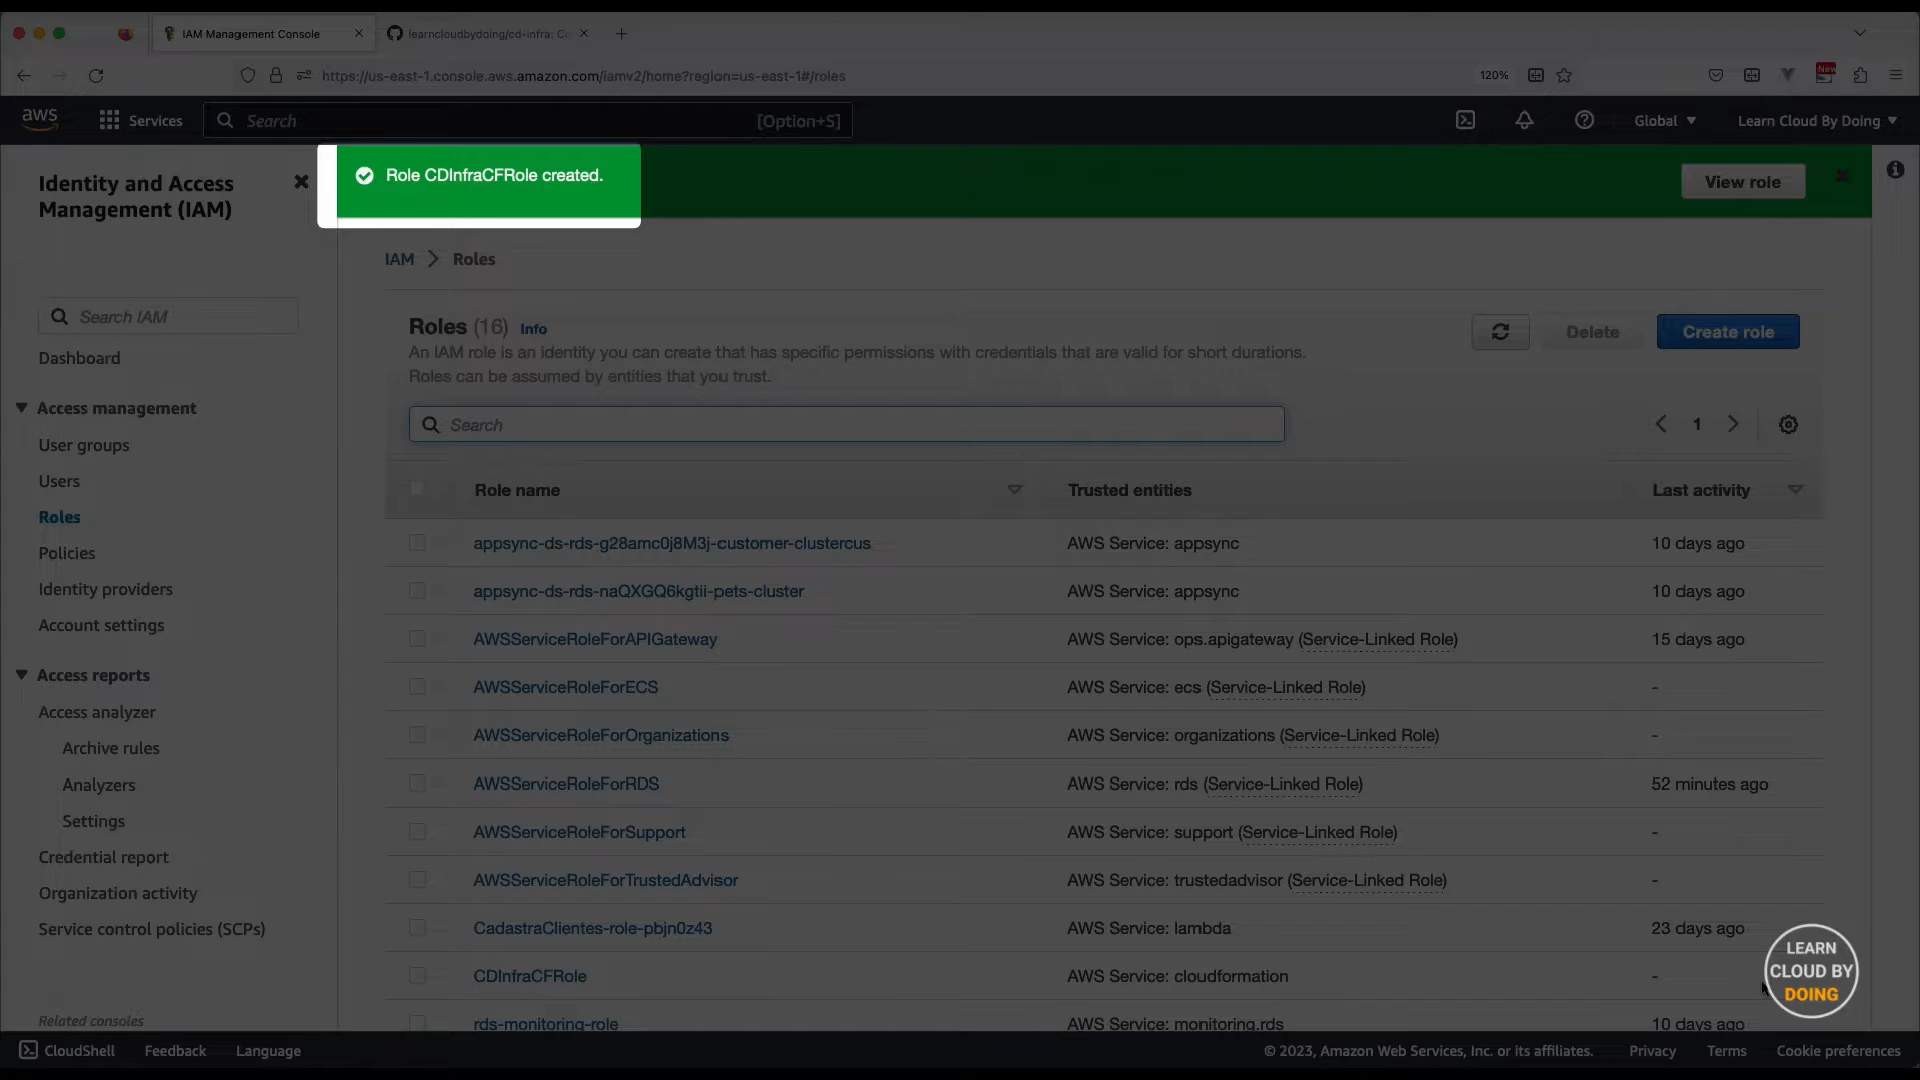 IAM Management Console
learncloudbydoing/cd-infra: Co
https://us-east-1.console.aws.amazon.com/iamv2/home?region=us-east-1#/roles
120%
New
aws
Services
Search
[Option+S]
Global
Learn Cloud By Doing
Identity and Access
Management (IAM)
Role CDInfraCFRole created.
View role
IAM
Roles
Search IAM
Roles (16)
Info
An IAM role is an identity you can create that has specific permissions with credentials that are valid for short durations.
Roles can be assumed by entities that you trust.
Delete
Create role
Search
1
Dashboard
Access management
User groups
Users
Roles
Policies
Identity providers
Account settings
Access reports
Access analyzer
Archive rules
Analyzers
Settings
Credential report
Organization activity
Service control policies (SCPs)
Related consoles
Role name
Trusted entities
Last activity
appsync-ds-rds-g28amc0j8M3j-customer-clustercus
AWS Service: appsync
10 days ago
appsync-ds-rds-naQXGQ6kgtii-pets-cluster
AWS Service: appsync
10 days ago
AWSServiceRoleForAPIGateway
AWS Service: ops.apigateway (Service-Linked Role)
15 days ago
AWSServiceRoleForECS
AWS Service: ecs (Service-Linked Role)
-
AWSServiceRoleForOrganizations
AWS Service: organizations (Service-Linked Role)
-
AWSServiceRoleForRDS
AWS Service: rds (Service-Linked Role)
52 minutes ago
AWSServiceRoleForSupport
AWS Service: support (Service-Linked Role)
-
AWSServiceRoleForTrustedAdvisor
AWS Service: trustedadvisor (Service-Linked Role)
-
CadastraClientes-role-pbjn0z43
AWS Service: lambda
23 days ago
CDInfraCFRole
AWS Service: cloudformation
-
rds-monitoring-role
AWS Service: monitoring.rds
10 days ago
LEARN
CLOUD BY
DOING
CloudShell
Feedback
Language
© 2023, Amazon Web Services, Inc. or its affiliates.
Privacy
Terms
Cookie preferences